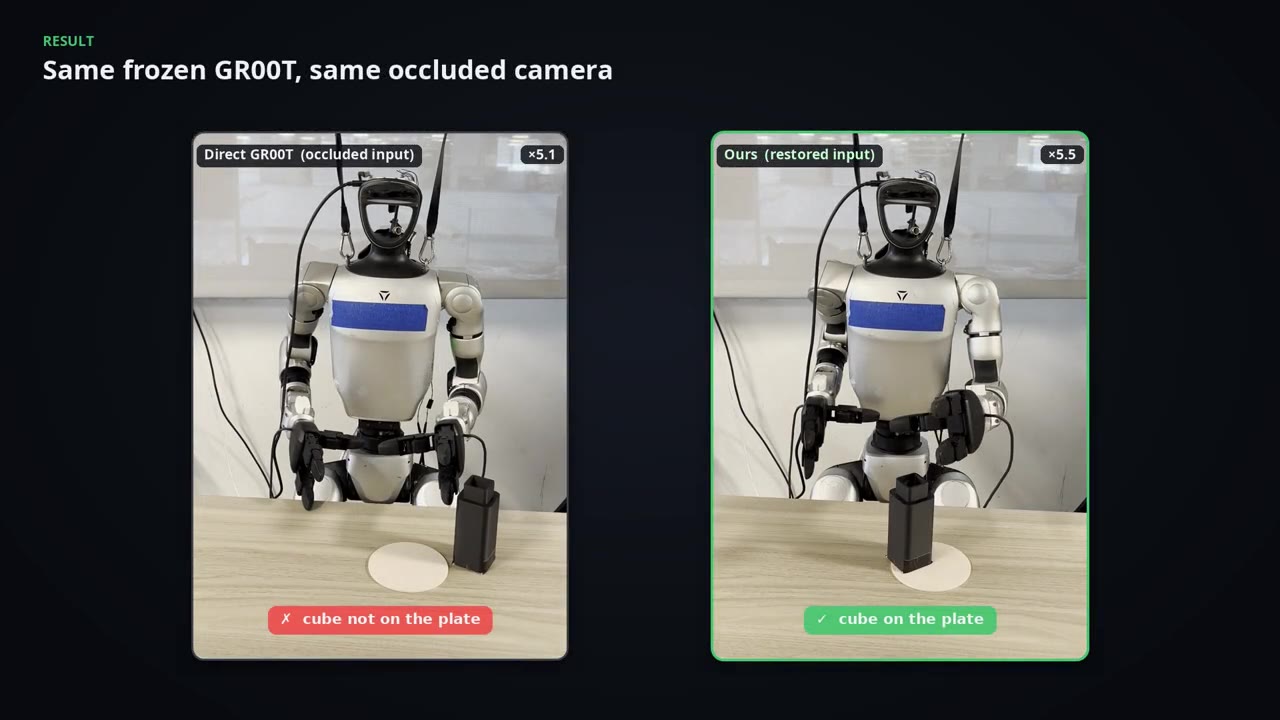 RESULT
Same frozen GR00T, same occluded camera
Direct GR00T (occluded input)
×5.1
Ours (restored input)
×5.5
✗ cube not on the plate
✓ cube on the plate